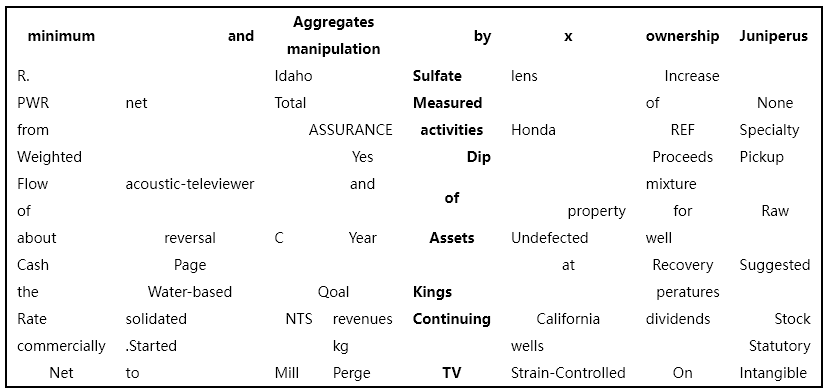 minimum and Aggregates manipulation by x ownership Juniperus
R. Idaho Sulfate lens Increase
PWR net Total Measured of None
from ASSURANCE activities Honda REF Specialty
Weighted Yes Dip Proceeds Pickup
Flow acoustic-televiewer and of mixture
of property for Raw
about reversal C Year Assets Undefected well
Cash Page at Recovery Suggested
the Water-based Qoal Kings peratures
Rate solidated NTS revenues Continuing California dividends Stock
commercially .Started kg wells Statutory
Net to Mill Perge TV Strain-Controlled On Intangible